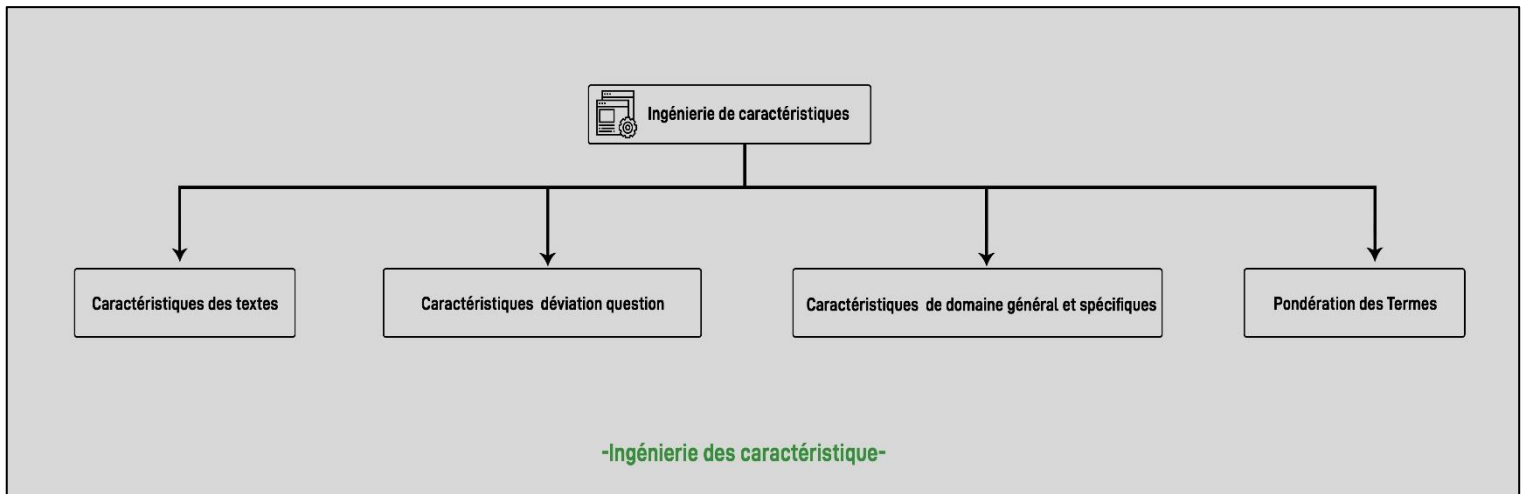 Ingénierie de caractéristiques
Caractéristiques des textes
Caractéristiques déviation question
Caractéristiques de domaine général et spécifiques
Pondération des Termes
-Ingénierie des caractéristique-